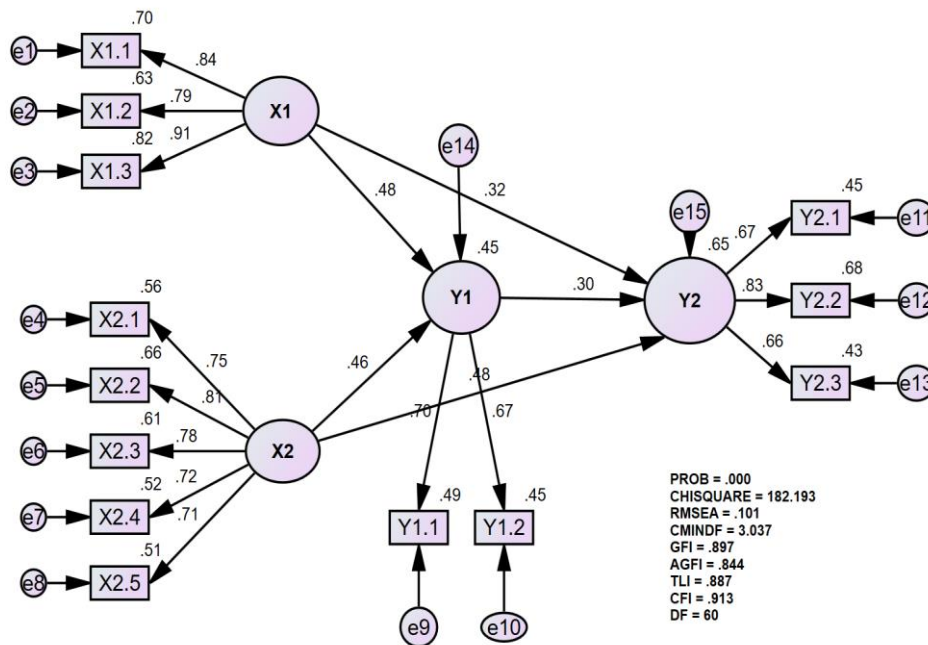 .70
e1
X1.1
.84
.63
e2
X1.2
.79
X1
.82
.91
e3
X1.3
e14
.48
.32
.45
e15
.45
Y2.1
e11
.65
.67
Y1
.30
Y2
.68
.83
Y2.2
e12
.56
e4
X2.1
.75
.66
.43
Y2.3
e13
.66
e5
X2.2
.81
.46
.48
.70
.67
.61
e6
X2.3
.78
X2
.52
.72
e7
X2.4
.71
.51
e8
X2.5
.49
.45
Y1.1
Y1.2
e9
e10
PROB = .000
CHISQUARE = 182.193
RMSEA = .101
CMINDF = 3.037
GFI = .897
AGFI = .844
TLI = .887
CFI = .913
DF = 60